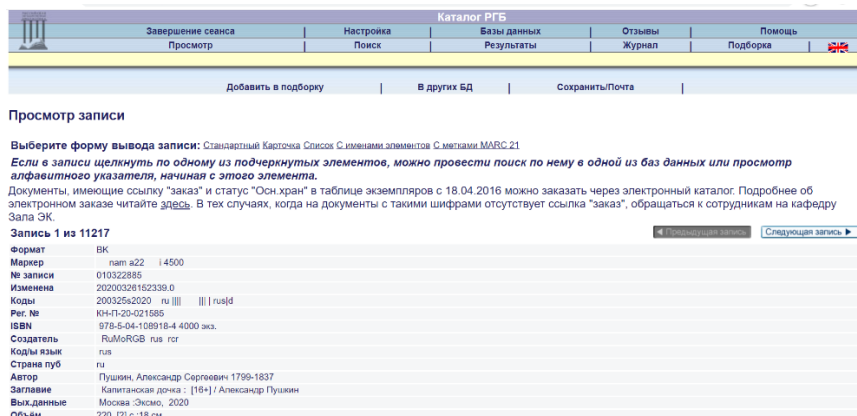 Каталог РГБ
Завершение сеанса | Настройка | Базы данных | Отзывы | Помощь
Просмотр | Поиск | Результаты | Журнал | Подборка |
Добавить в подборку | В других БД | Сохранить/Почта |
Просмотр записи
Выберите форму вывода записи: Стандартный Карточка Список С именами элементов С метками MARC 21
Если в записи щелкнуть по одному из подчеркнутых элементов, можно провести поиск по нему в одной из баз данных или просмотр
алфавитного указателя, начиная с этого элемента.
Документы, имеющие ссылку "заказ" и статус "Осн.хран" в таблице экземпляров с 18.04.2016 можно заказать через электронный каталог. Подробнее об
электронном заказе читайте здесь. В тех случаях, когда на документы с такими шифрами отсутствует ссылка "заказ", обращаться к сотрудникам на кафедру
Зала ЭК.
Запись 1 из 11217 ◄ Предыдущая запись Следующая запись ►
Формат BK
Маркер nam a22 i 4500
№ записи 010322885
Изменена 20200326152339.0
Коды 200325s2020 ru |||| ||| | rus|d
Рег. № КН-П-20-021585
ISBN 978-5-04-108918-4 4000 экз.
Создатель RuMoRGB rus rcr
Код/ы язык rus
Страна пуб ru
Автор Пушкин, Александр Сергеевич 1799-1837
Заглавие Капитанская дочка : [16+] / Александр Пушкин
Вых.данные Москва :Эксмо, 2020
Объём 220, [2] с.;18 см